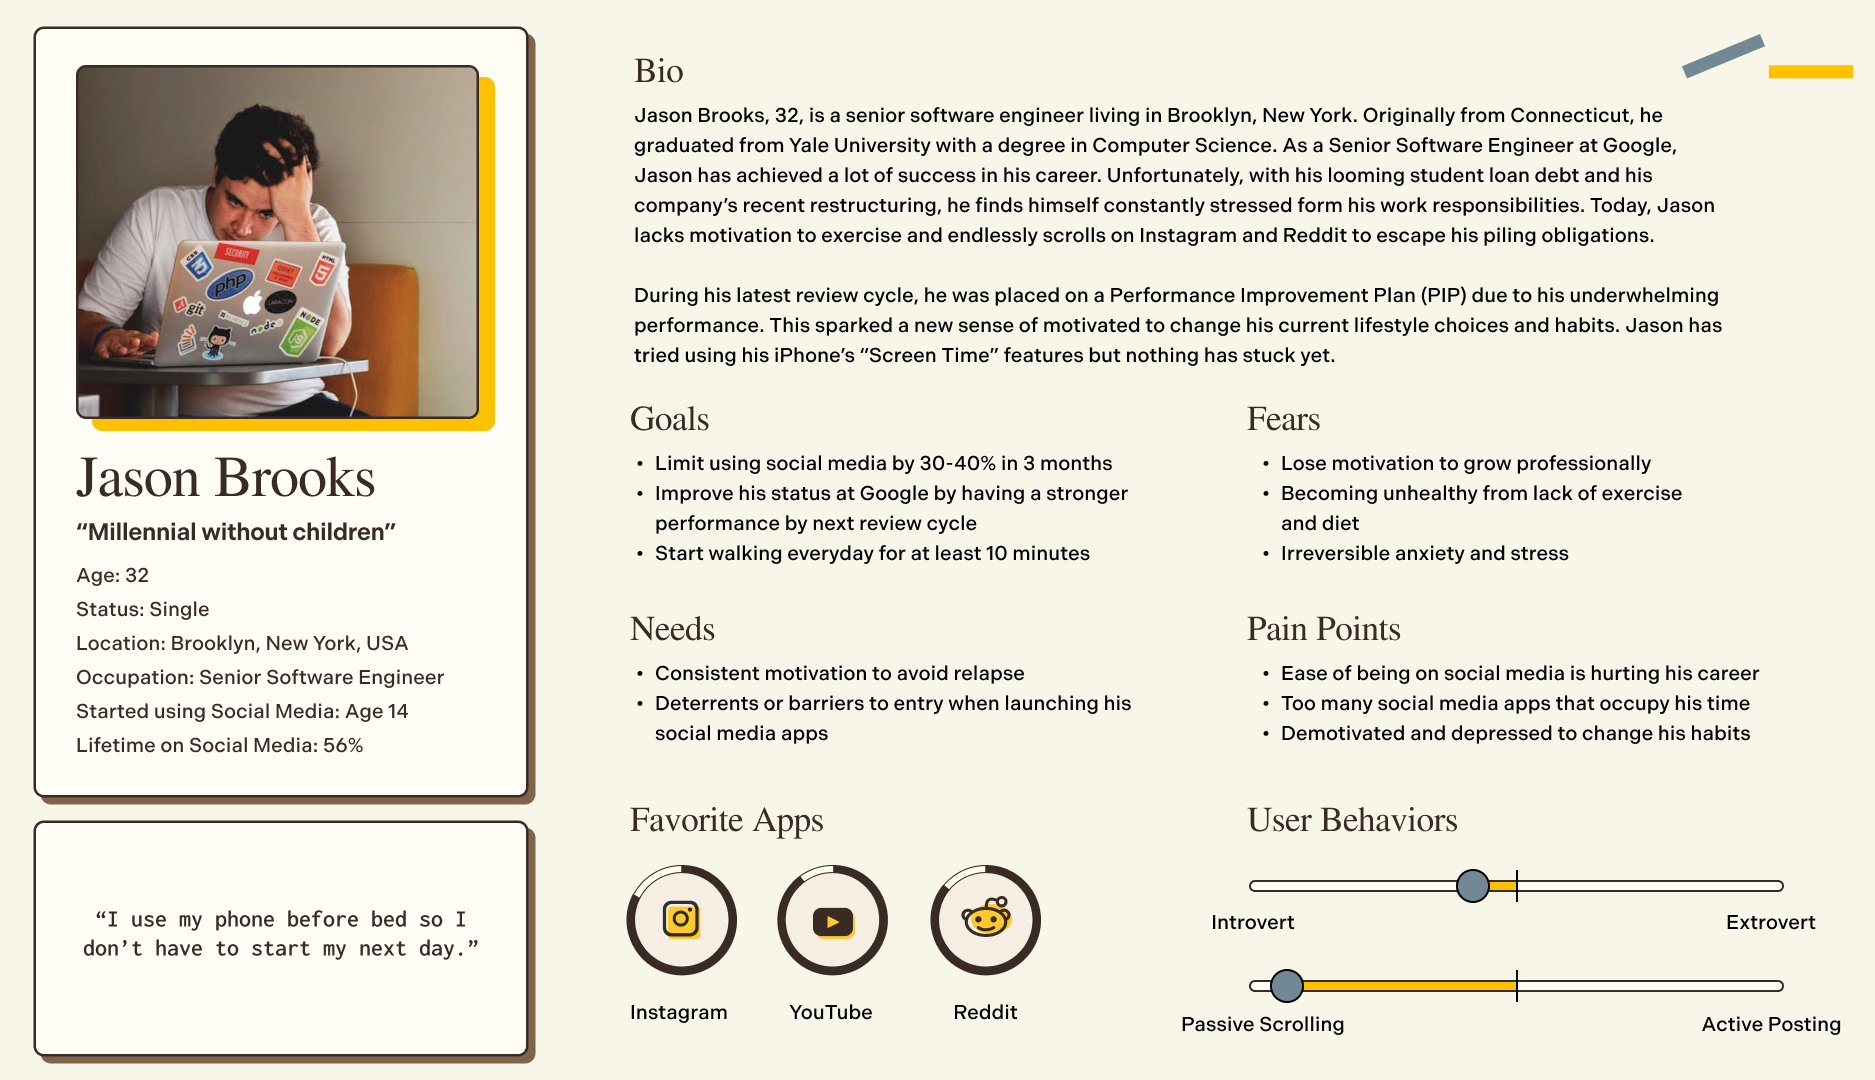 Jason Brooks
“Millennial without children”
Age: 32
Status: Single
Location: Brooklyn, New York, USA
Occupation: Senior Software Engineer
Started using Social Media: Age 14
Lifetime on Social Media: 56%
“I use my phone before bed so I
don’t have to start my next day.”
SECURITY
CSS
HTML
php
QUIET
LARACON
git
node
NODE
Bio
Jason Brooks, 32, is a senior software engineer living in Brooklyn, New York. Originally from Connecticut, he
graduated from Yale University with a degree in Computer Science. As a Senior Software Engineer at Google,
Jason has achieved a lot of success in his career. Unfortunately, with his looming student loan debt and his
company’s recent restructuring, he finds himself constantly stressed form his work responsibilities. Today, Jason
lacks motivation to exercise and endlessly scrolls on Instagram and Reddit to escape his piling obligations.
During his latest review cycle, he was placed on a Performance Improvement Plan (PIP) due to his underwhelming
performance. This sparked a new sense of motivated to change his current lifestyle choices and habits. Jason has
tried using his iPhone’s “Screen Time” features but nothing has stuck yet.
Goals
• Limit using social media by 30-40% in 3 months
• Improve his status at Google by having a stronger
performance by next review cycle
• Start walking everyday for at least 10 minutes
Fears
• Lose motivation to grow professionally
• Becoming unhealthy from lack of exercise
and diet
• Irreversible anxiety and stress
Needs
• Consistent motivation to avoid relapse
• Deterrents or barriers to entry when launching his
social media apps
Pain Points
• Ease of being on social media is hurting his career
• Too many social media apps that occupy his time
• Demotivated and depressed to change his habits
Favorite Apps
Instagram
YouTube
Reddit
User Behaviors
Introvert
Extrovert
Passive Scrolling
Active Posting